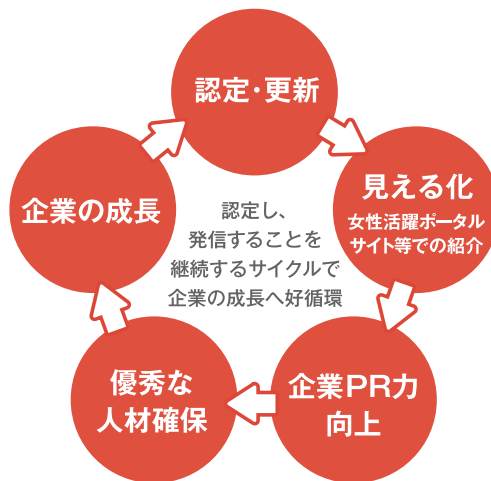 認定・更新
見える化
女性活躍ポータル
サイト等での紹介
企業PR力
向上
優秀な
人材確保
企業の成長
認定し、
発信することを
継続するサイクルで
企業の成長へ好循環